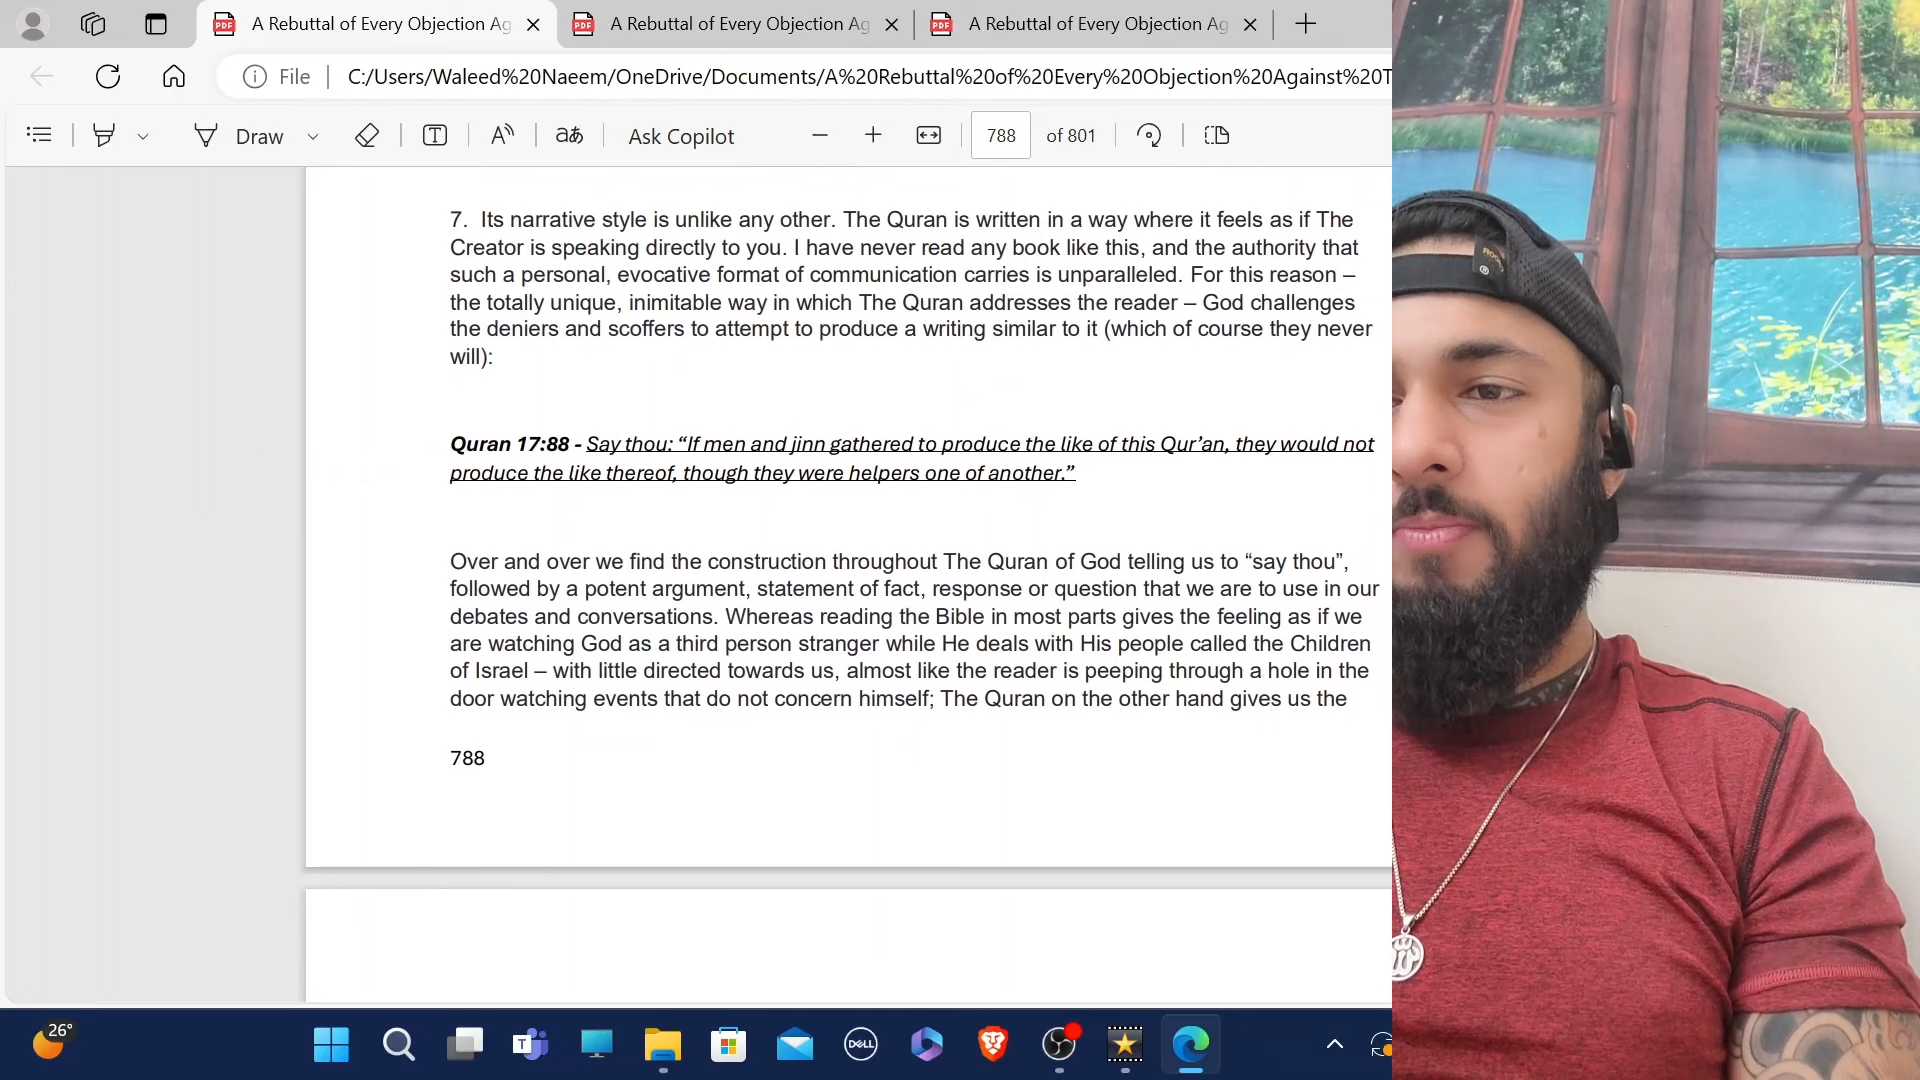 A Rebuttal of Every Objection Ag
A Rebuttal of Every Objection Ag
A Rebuttal of Every Objection Ag
File
C:/Users/Waleed%20Naeem/OneDrive/Documents/A%20Rebuttal%20of%20Every%20Objection%20Against%20T
Draw
Ask Copilot
788
of 801
7. Its narrative style is unlike any other. The Quran is written in a way where it feels as if The
Creator is speaking directly to you. I have never read any book like this, and the authority that
such a personal, evocative format of communication carries is unparalleled. For this reason –
the totally unique, inimitable way in which The Quran addresses the reader – God challenges
the deniers and scoffers to attempt to produce a writing similar to it (which of course they never
will):
Quran 17:88 - Say thou: “If men and jinn gathered to produce the like of this Qur’an, they would not
produce the like thereof, though they were helpers one of another.”
Over and over we find the construction throughout The Quran of God telling us to “say thou”,
followed by a potent argument, statement of fact, response or question that we are to use in our
debates and conversations. Whereas reading the Bible in most parts gives the feeling as if we
are watching God as a third person stranger while He deals with His people called the Children
of Israel – with little directed towards us, almost like the reader is peeping through a hole in the
door watching events that do not concern himself; The Quran on the other hand gives us the
788
26°
DELL